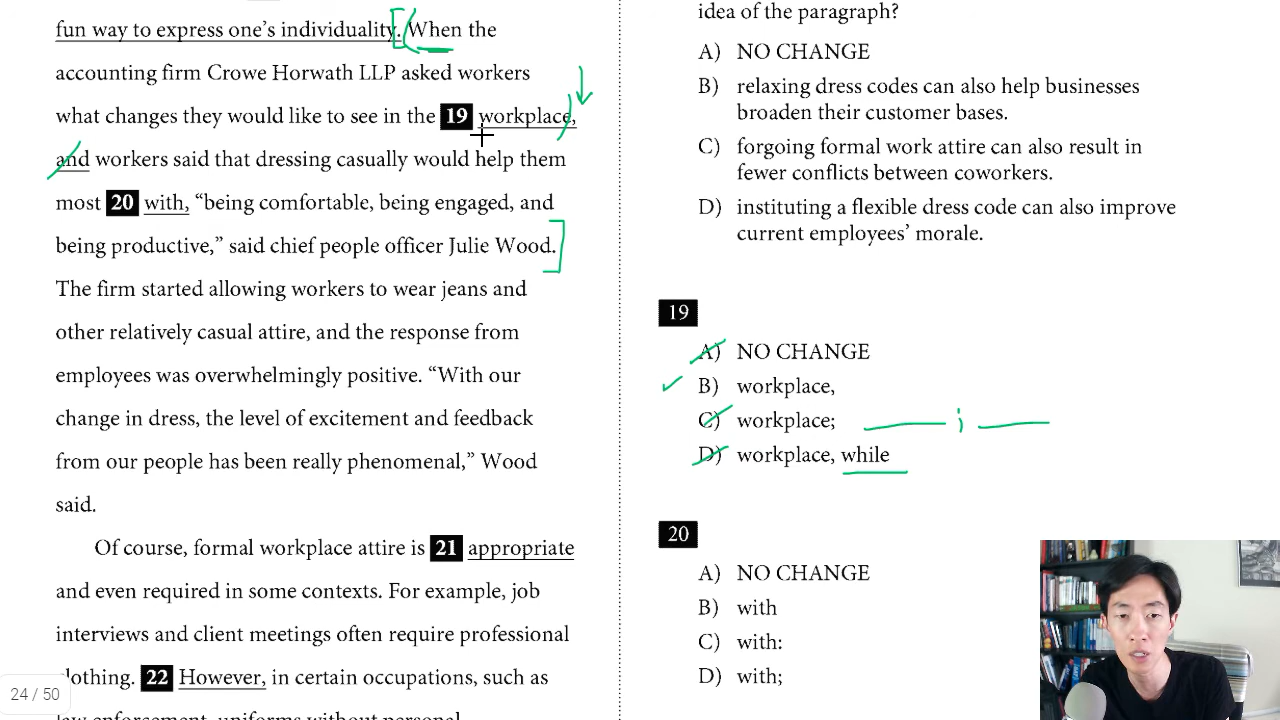 fun way to express one's individuality. When the
accounting firm Crowe Horwath LLP asked workers
what changes they would like to see in the 19 workplace,
and workers said that dressing casually would help them
most 20 with, “being comfortable, being engaged, and
being productive,” said chief people officer Julie Wood.
The firm started allowing workers to wear jeans and
other relatively casual attire, and the response from
employees was overwhelmingly positive. “With our
change in dress, the level of excitement and feedback
from our people has been really phenomenal,” Wood
said.
Of course, formal workplace attire is 21 appropriate
and even required in some contexts. For example, job
interviews and client meetings often require professional
clothing. 22 However, in certain occupations, such as
law enforcement, uniforms without personal
24 / 50
idea of the paragraph?
A) NO CHANGE
B) relaxing dress codes can also help businesses
broaden their customer bases.
C) forgoing formal work attire can also result in
fewer conflicts between coworkers.
D) instituting a flexible dress code can also improve
current employees' morale.
19
A) NO CHANGE
B) workplace,
C) workplace; ;
D) workplace, while
20
A) NO CHANGE
B) with
C) with:
D) with;